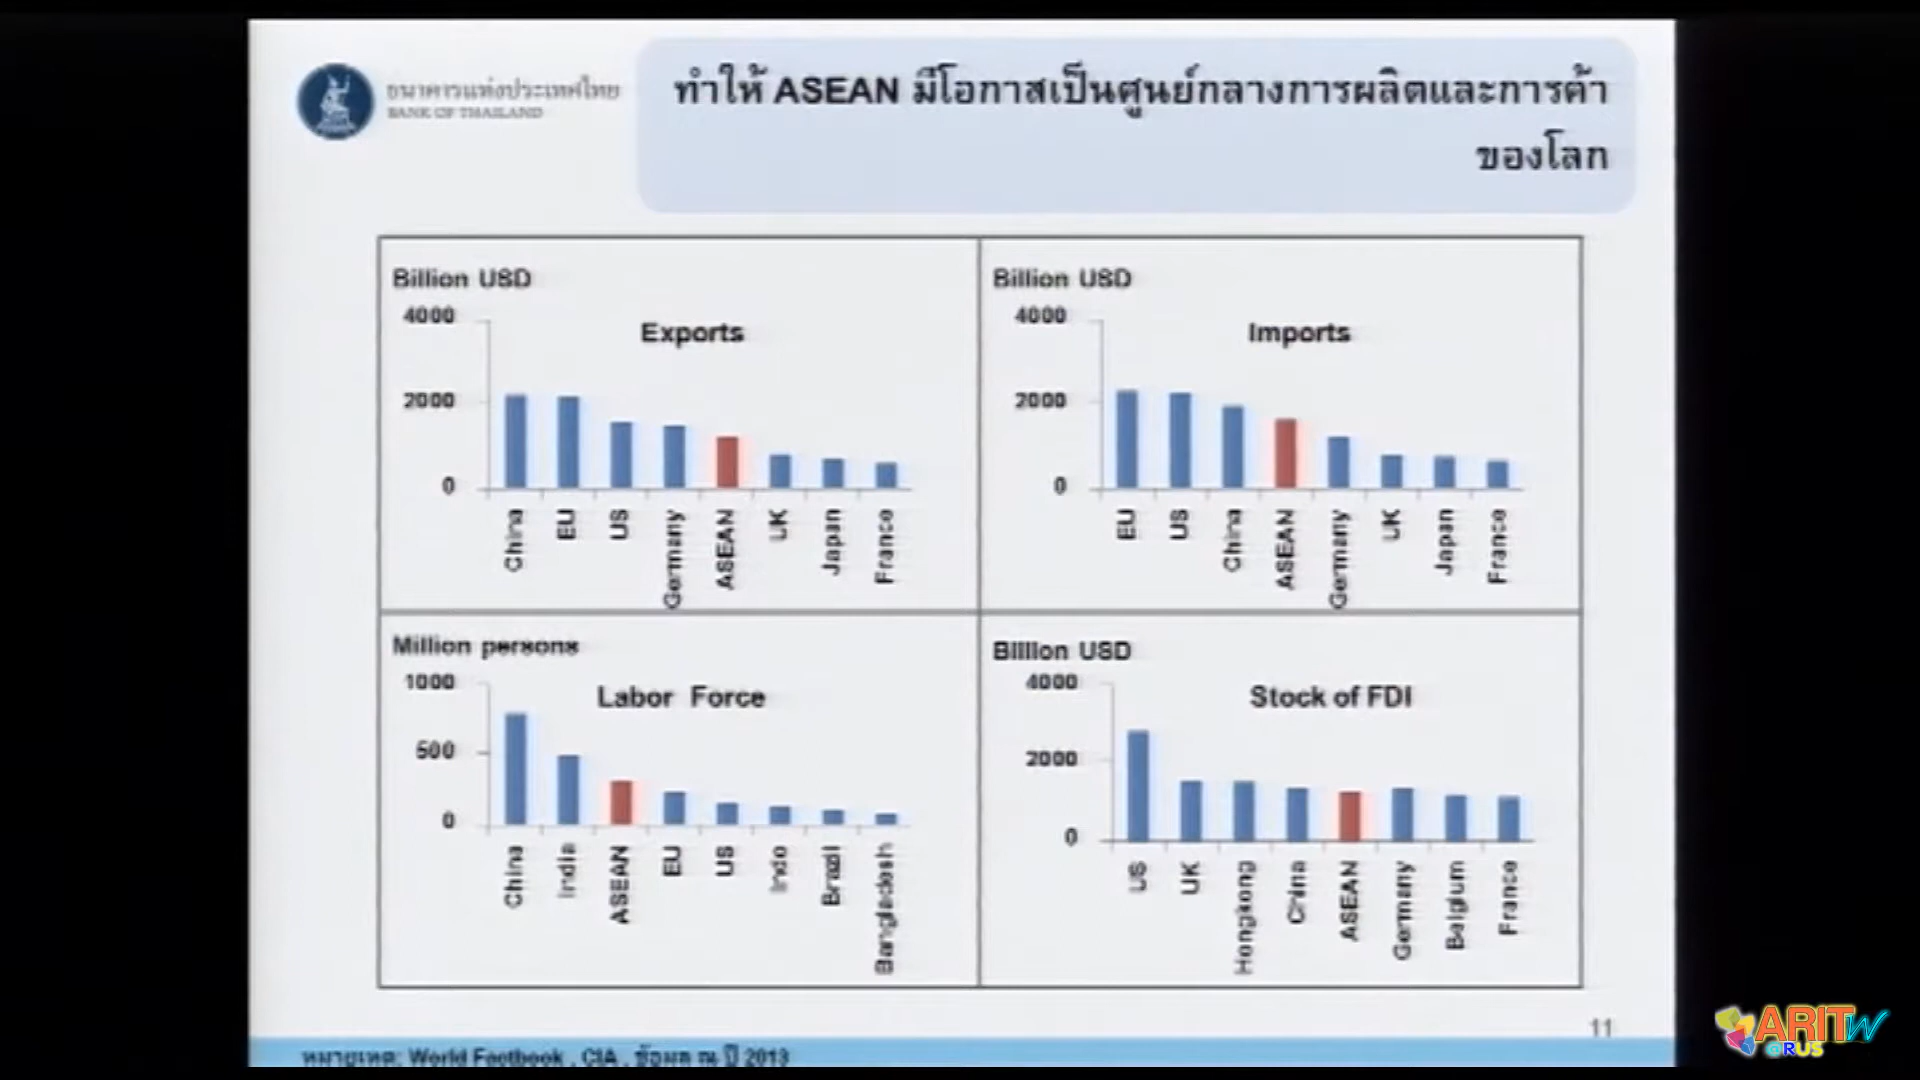 ธนาคารแห่งประเทศไทย
BANK OF THAILAND
ทำให้ ASEAN มีโอกาสเป็นศูนย์กลางการผลิตและการค้า
ของโลก
Billion USD
Exports
4000
2000
0
China
EU
US
Germany
ASEAN
UK
Japan
France
Billion USD
Imports
4000
2000
0
EU
US
China
ASEAN
Germany
UK
Japan
France
Million persons
Labor Force
1000
500
0
China
India
ASEAN
EU
US
Indo
Brazil
Bangladesh
Billion USD
Stock of FDI
4000
2000
0
US
UK
Hongkong
China
ASEAN
Germany
Belgium
France
11
หมายเหตุ: World Factbook , CIA , ข้อมูล ณ ปี 2013
ARITW
@RUS